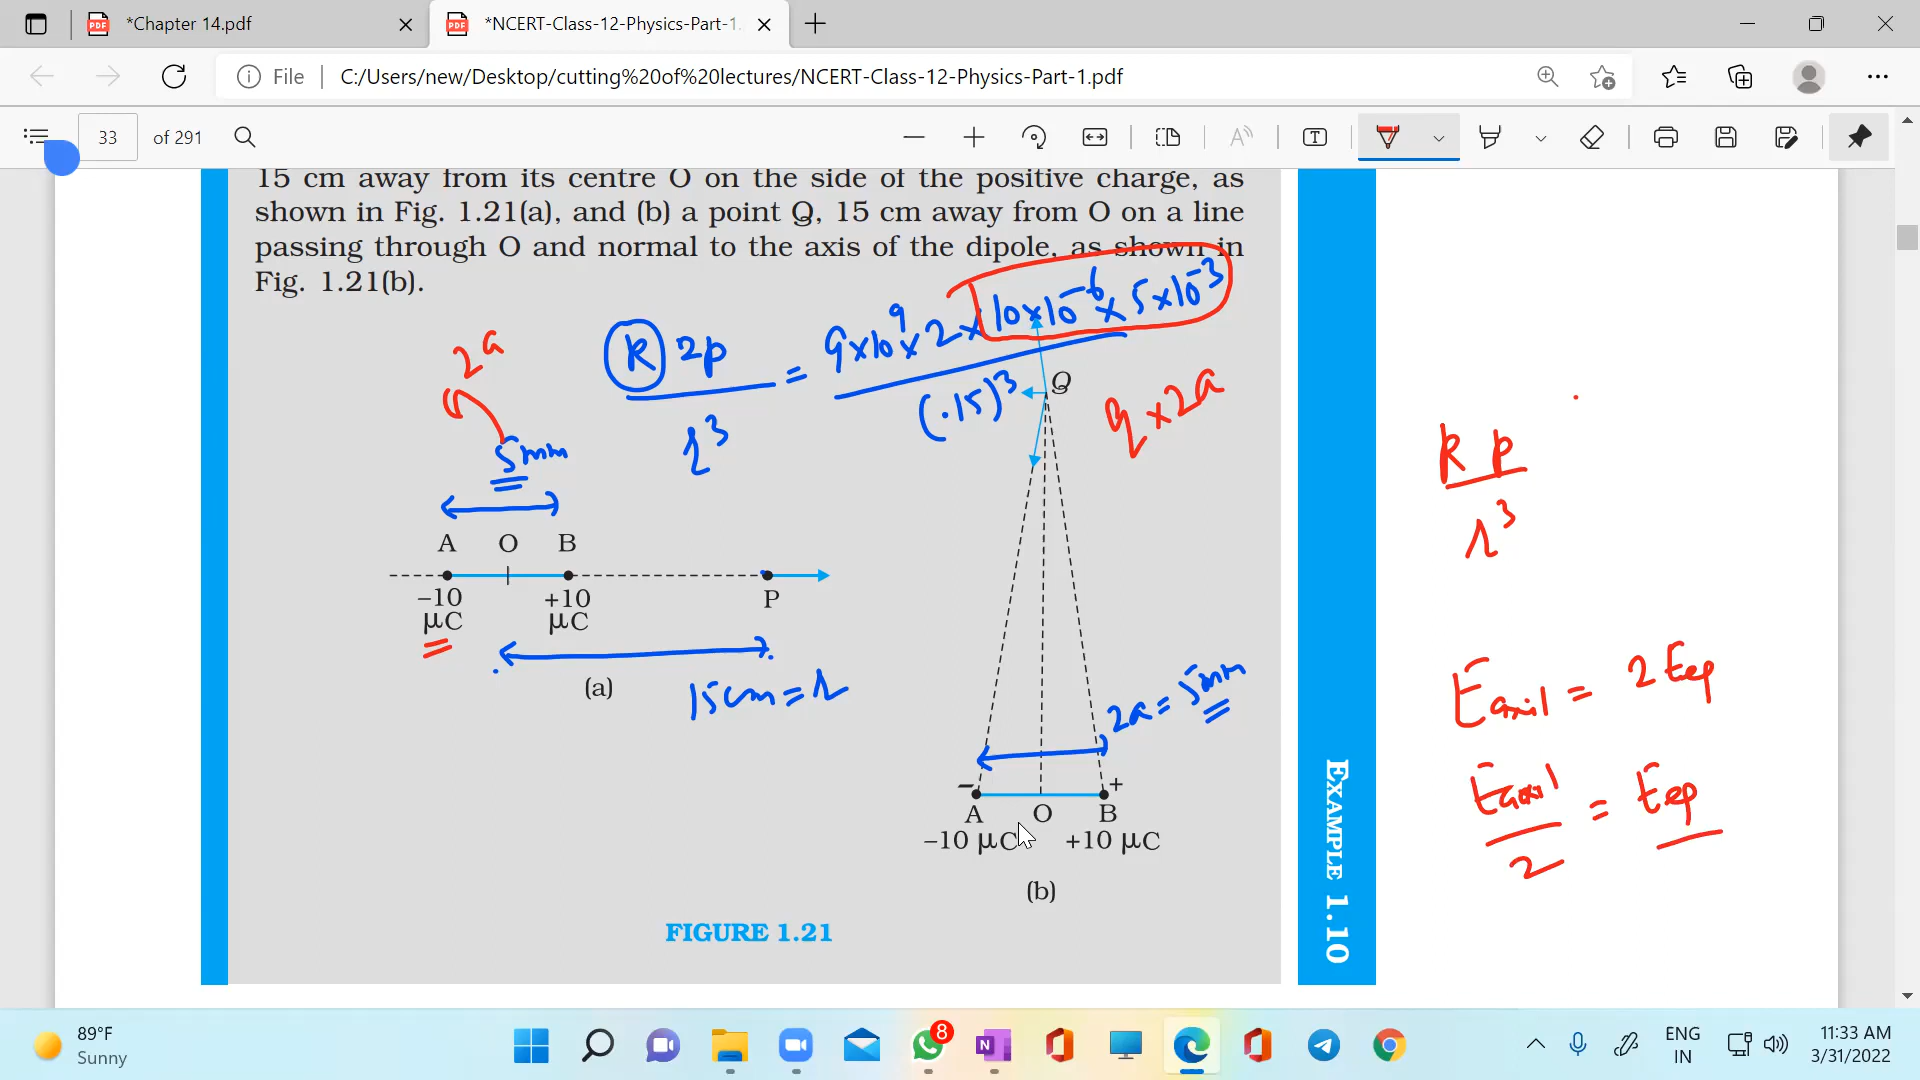 *Chapter 14.pdf
*NCERT-Class-12-Physics-Part-1.
File
C:/Users/new/Desktop/cutting%20of%20lectures/NCERT-Class-12-Physics-Part-1.pdf
33 of 291
15 cm away from its centre O on the side of the positive charge, as
shown in Fig. 1.21(a), and (b) a point Q, 15 cm away from O on a line
passing through O and normal to the axis of the dipole, as shown in
Fig. 1.21(b).
2a
k 2p = 9×10⁹×2×10×10⁻⁶×5×10⁻³
r³ (.15)³
Q
q×2a
5mm
A O B
−10 +10 P
μC μC
15cm=r
(a)
2a=5mm
− +
A O B
−10 μC +10 μC
(b)
FIGURE 1.21
EXAMPLE 1.10
k p
r³
Eaxil = 2Eep
Eaxil = Eep
2
89°F
Sunny
8
ENG
IN
11:33 AM
3/31/2022